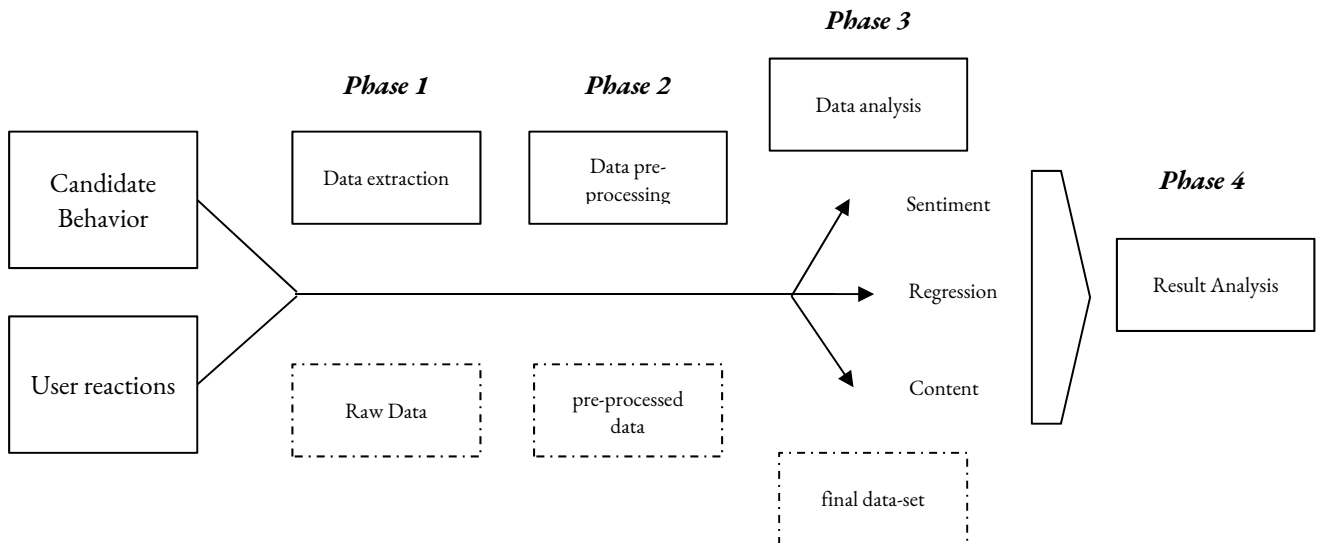 Phase 3
Phase 1
Phase 2
Data analysis
Candidate
Behavior
Data extraction
Data pre-
processing
Phase 4
Sentiment
Regression
Result Analysis
User reactions
Raw Data
pre-processed
data
Content
final data-set